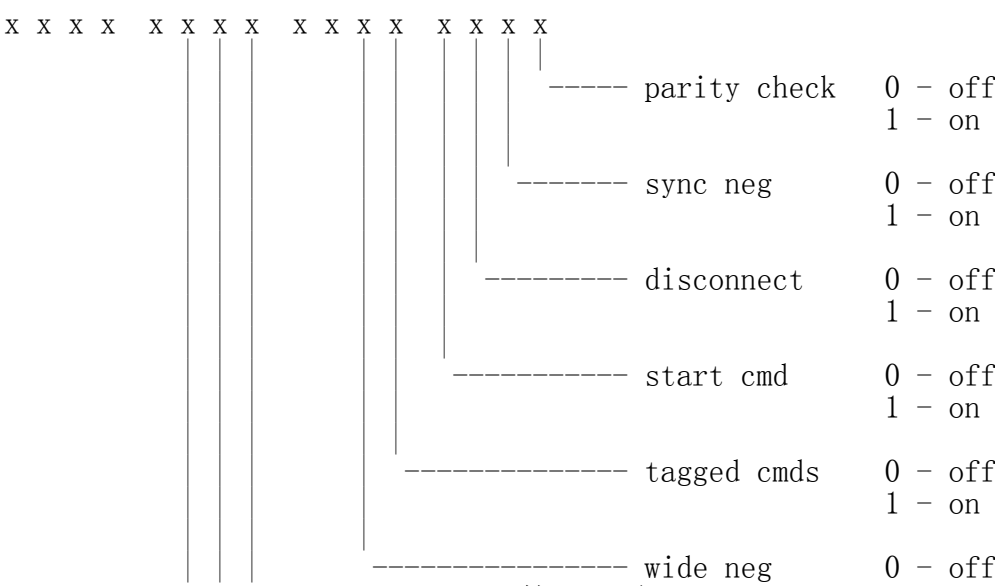 x x x x x x x x x x x x x x x x
parity check 0 - off
1 - on
sync neg 0 - off
1 - on
disconnect 0 - off
1 - on
start cmd 0 - off
1 - on
tagged cmds 0 - off
1 - on
wide neg 0 - off